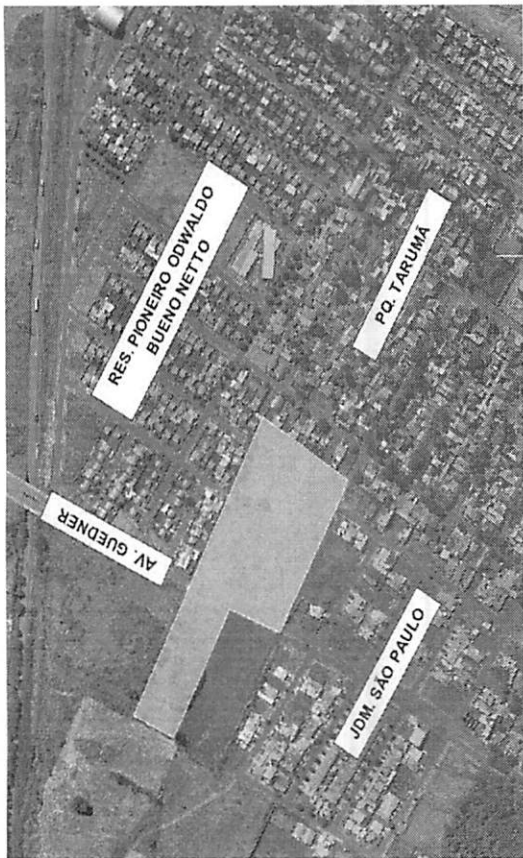 RES. PIONEIRO ODWALDO
BUENO NETTO
PQ. TARUMÃ
AV. GUEDNER
JDM. SÃO PAULO